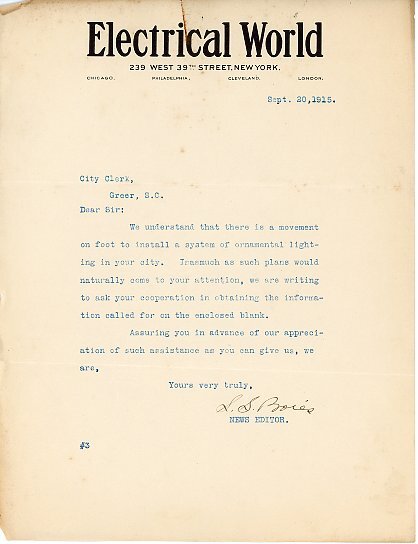 Electrical World
239 WEST 39TH STREET, NEW YORK.
CHICAGO. PHILADELPHIA. CLEVELAND. LONDON.
Sept. 20,1915.
City Clerk,
Greer, S.C.
Dear Sir:
We understand that there is a movement
on foot to install a system of ornamental light-
ing in your city. Inasmuch as such plans would
naturally come to your attention, we are writing
to ask your cooperation in obtaining the informa-
tion called for on the enclosed blank.
Assuring you in advance of our appreci-
ation of such assistance as you can give us, we
are,
Yours very truly,
NEWS EDITOR.
#3